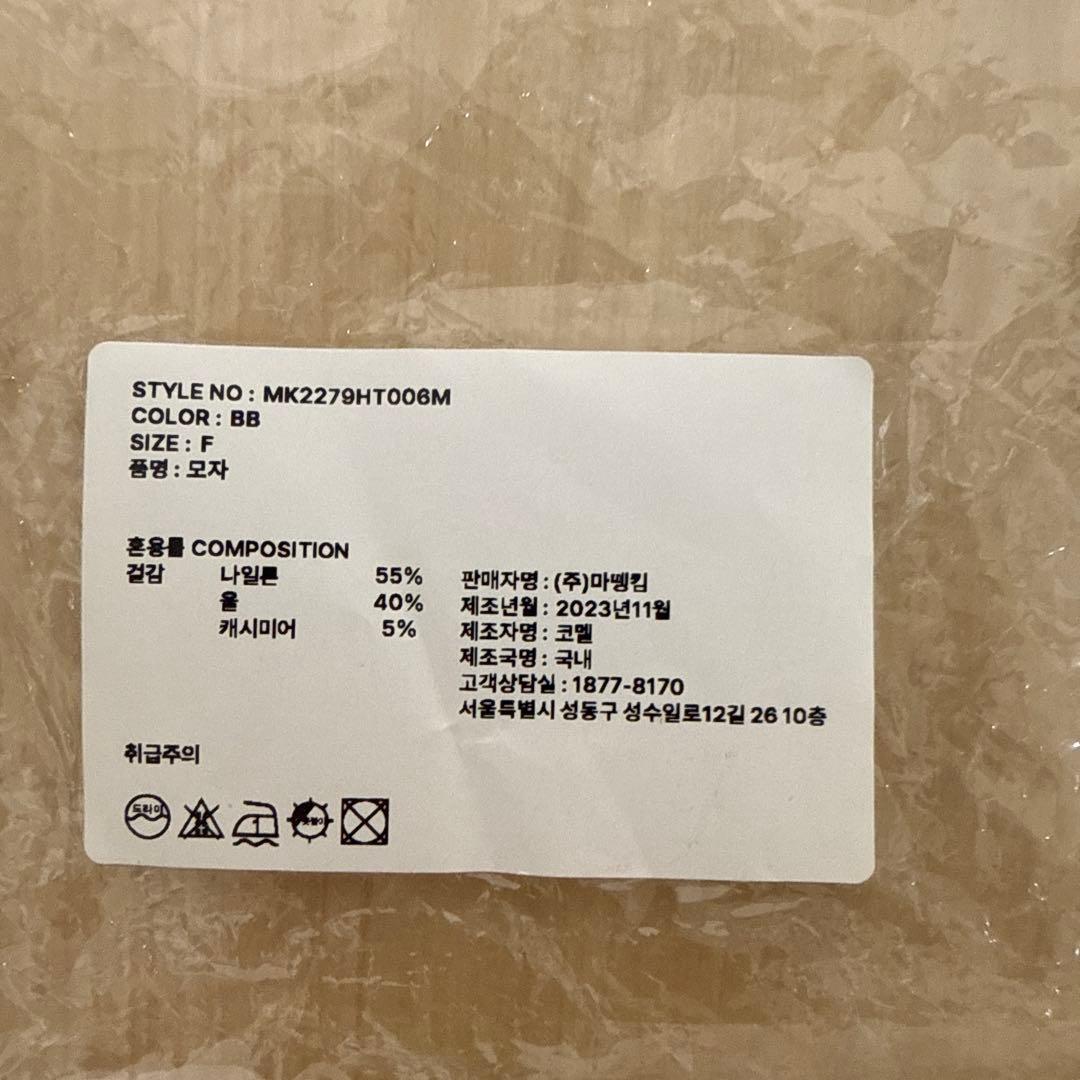 STYLE NO : MK2279HT006M
COLOR : BB
SIZE : F
품명 : 모자
혼용률 COMPOSITION
겉감 나일론 55%
울 40%
캐시미어 5%
판매자명 : (주)마뗑킴
제조년월 : 2023년11월
제조자명 : 코멜
제조국명 : 국내
고객상담실 : 1877-8170
서울특별시 성동구 성수일로12길 26 10층
취급주의
드라이
1